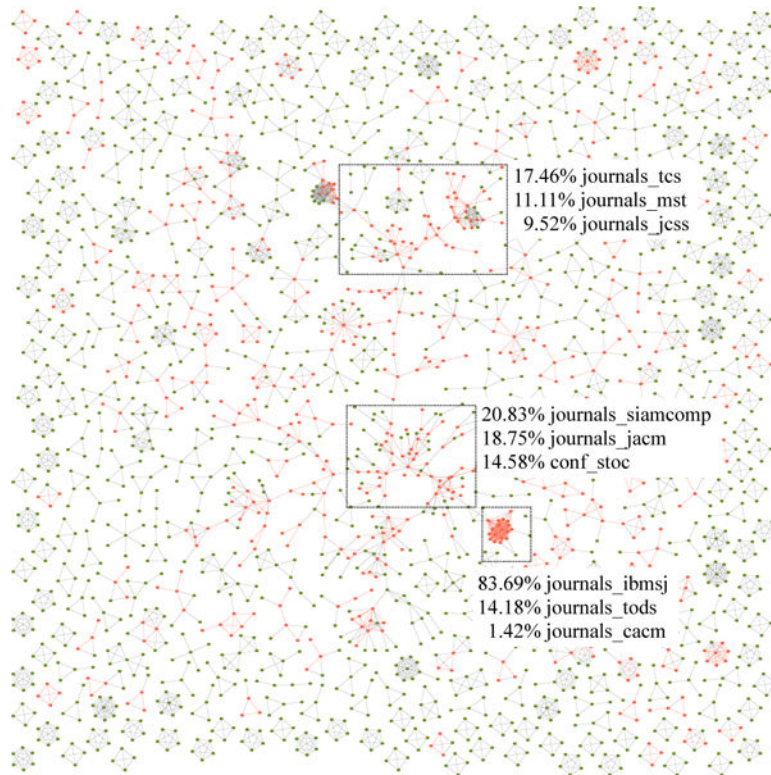 17.46% journals_tcs
11.11% journals_mst
9.52% journals_jcss
20.83% journals_siamcomp
18.75% journals_jacm
14.58% conf_stoc
83.69% journals_ibmsj
14.18% journals_tods
1.42% journals_cacm